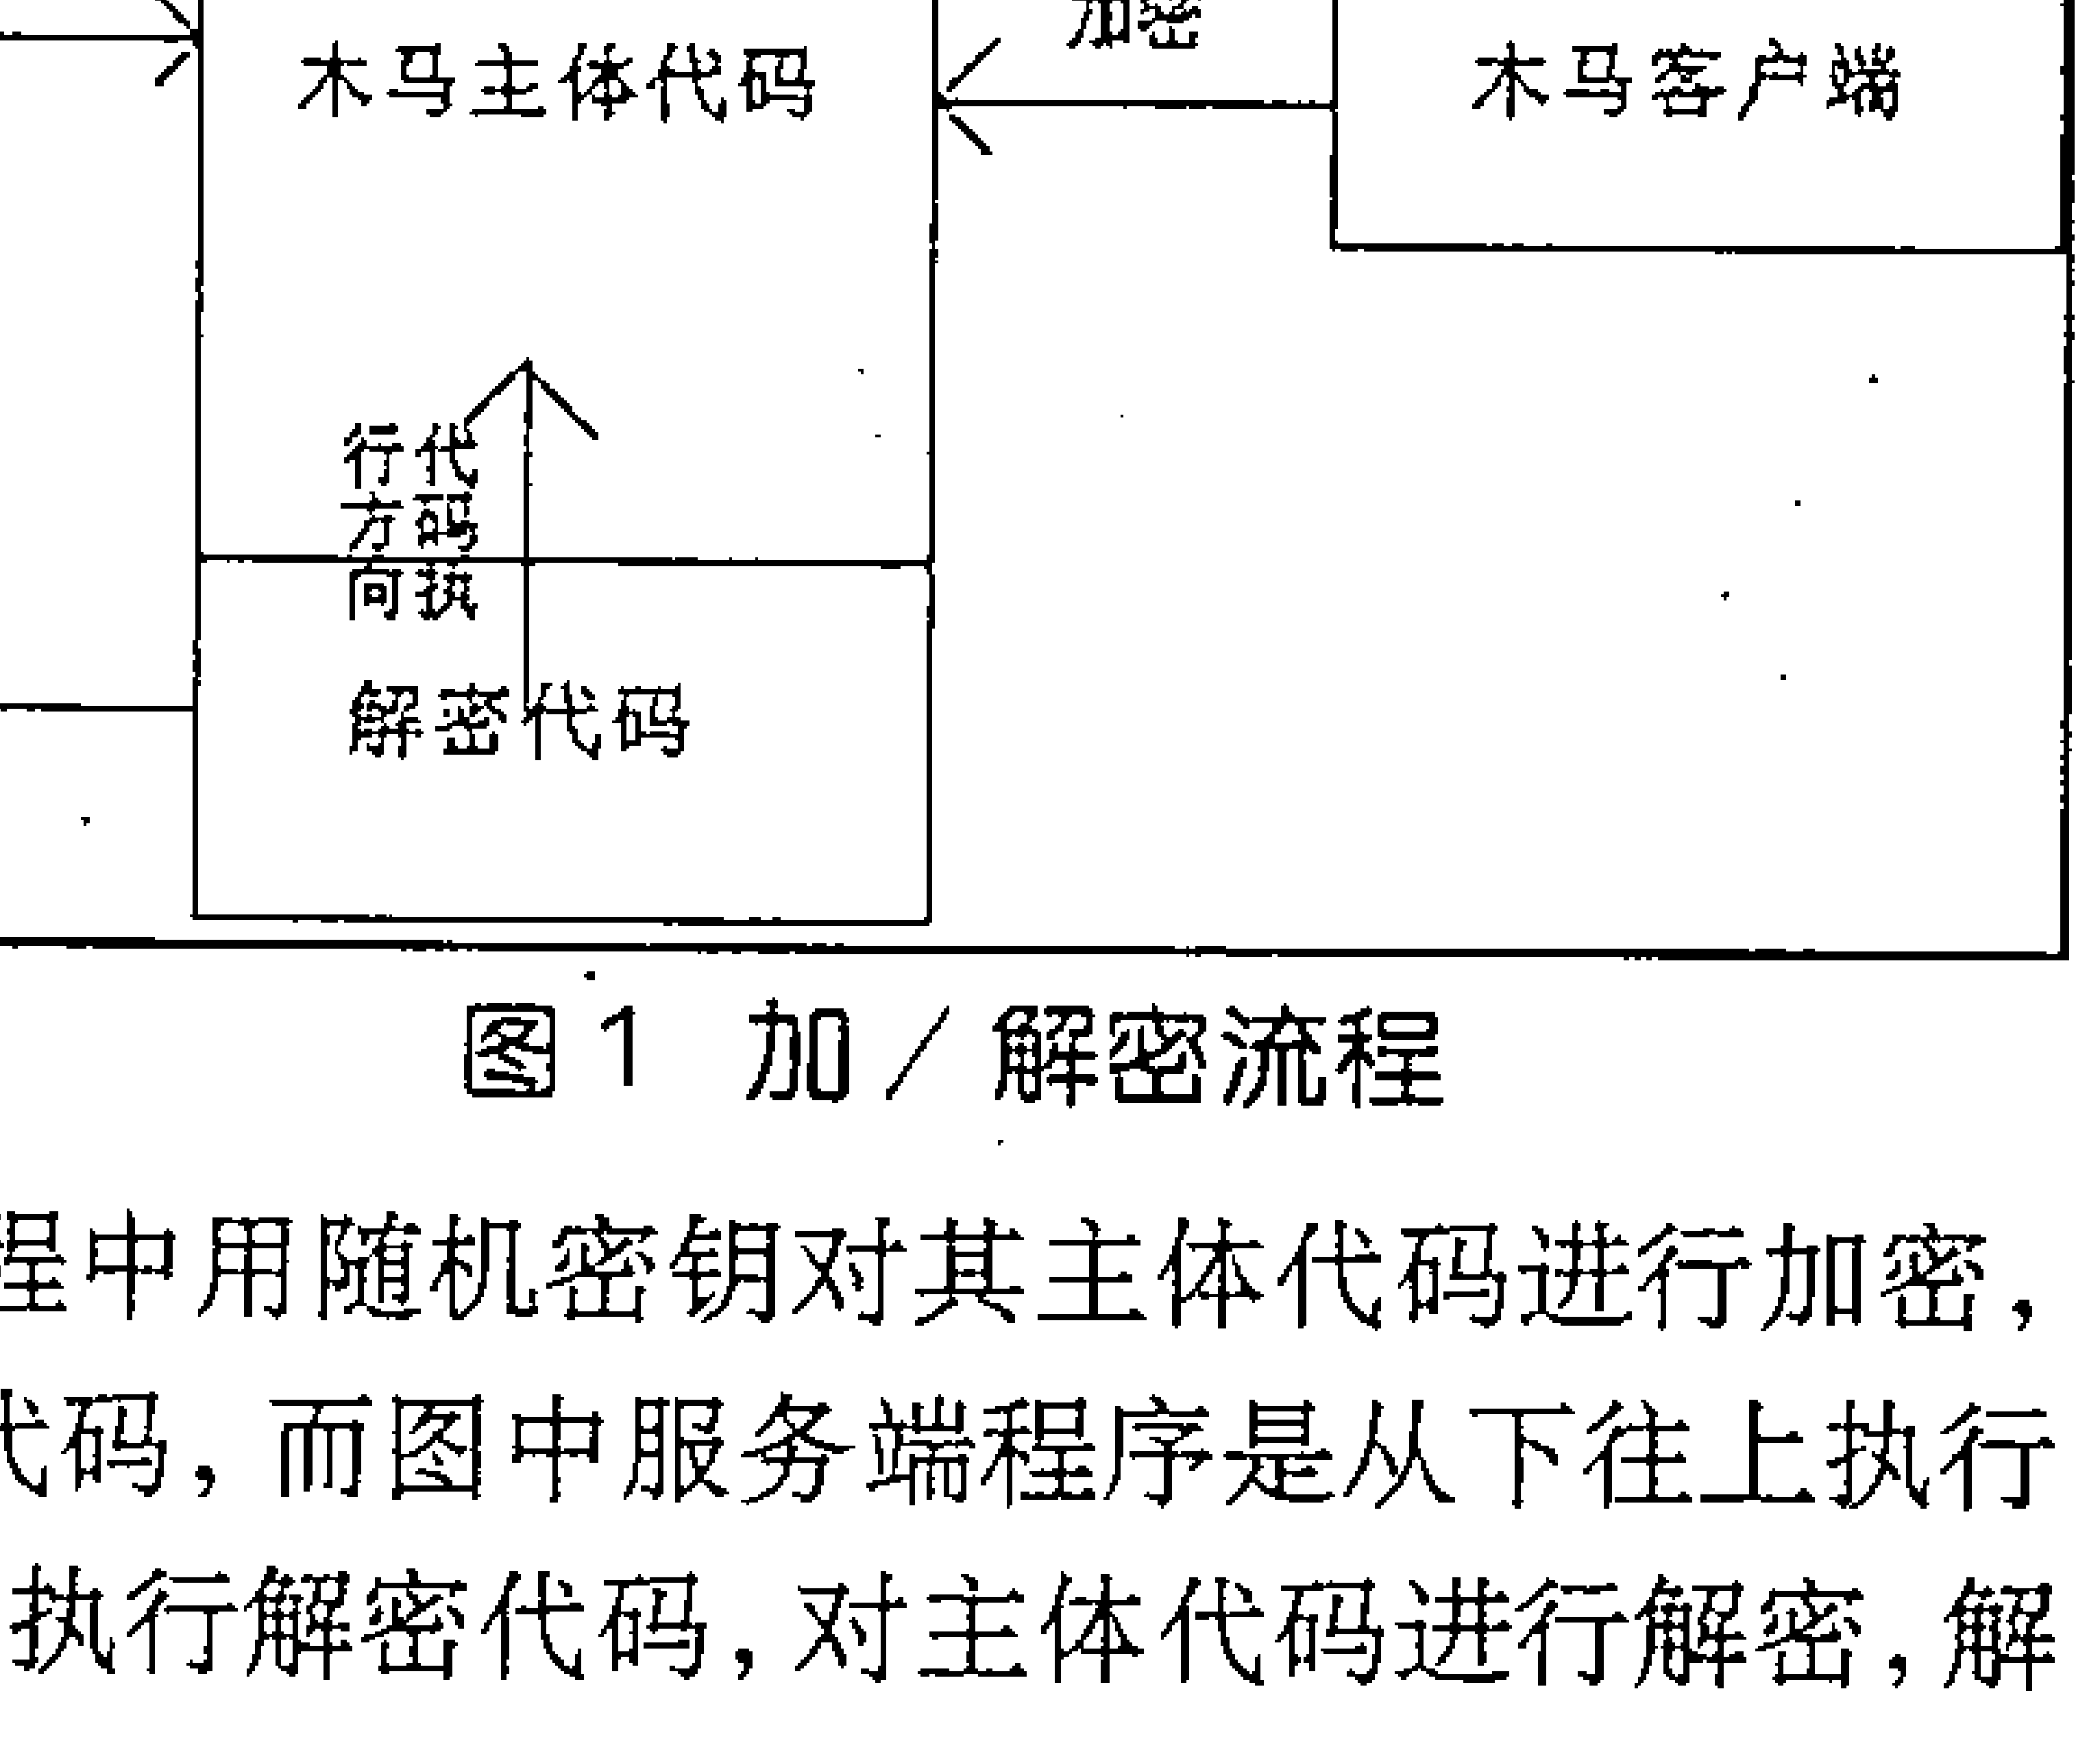 加密
木马主体代码
木马客户端
行代
方码
向执
解密代码
图1 加/解密流程
程中用随机密钥对其主体代码进行加密,
代码,而图中服务端程序是从下往上执行
执行解密代码,对主体代码进行解密,解